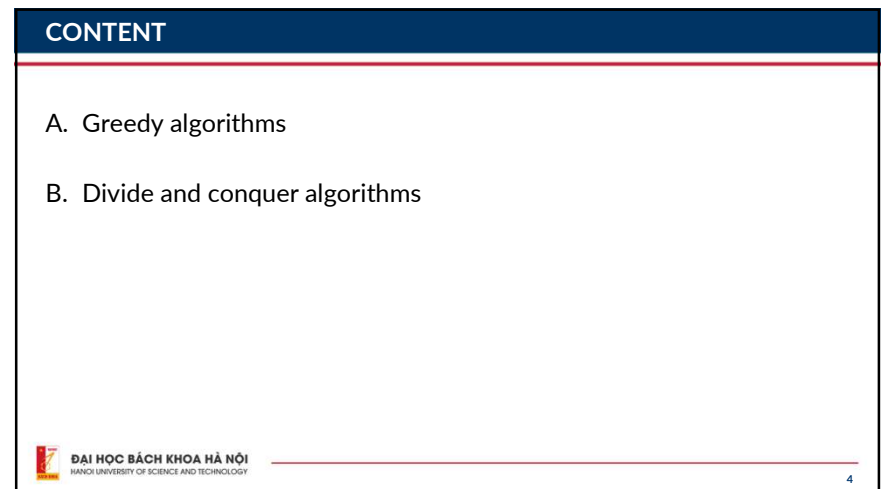 CONTENT
A. Greedy algorithms
B. Divide and conquer algorithms
ĐẠI HỌC BÁCH KHOA HÀ NỘI
HANOI UNIVERSITY OF SCIENCE AND TECHNOLOGY
4